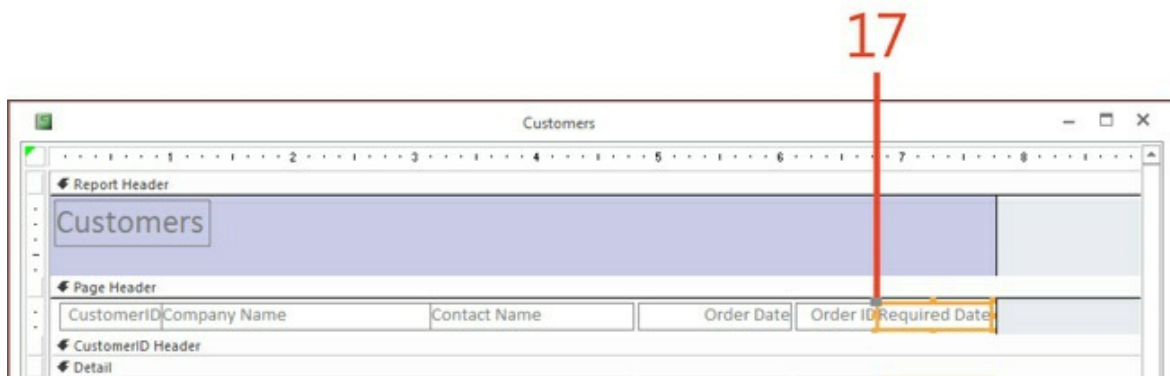 17
Customers
1 2 3 4 5 6 7 8
Report Header
Customers
Page Header
CustomerID Company Name Contact Name Order Date Order ID Required Date
CustomerID Header
Detail